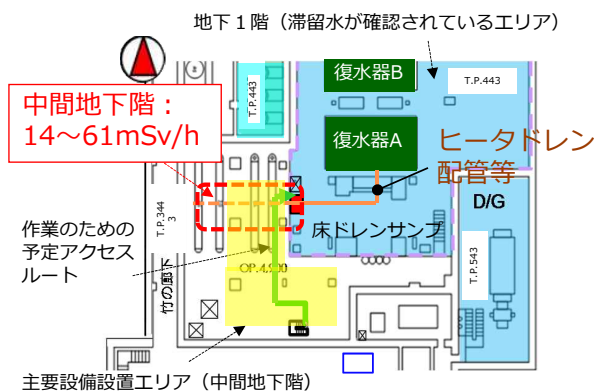 地下１階（滞留水が確認されているエリア）
復水器B
T.P.443
T.P.443
中間地下階：
14～61mSv/h
復水器A
ヒータドレン
配管等
D/G
T.P.344
3
床ドレンサンプ
作業のための
予定アクセス
ルート
OP.4,900
T.P.543
竹の廊下
主要設備設置エリア（中間地下階）